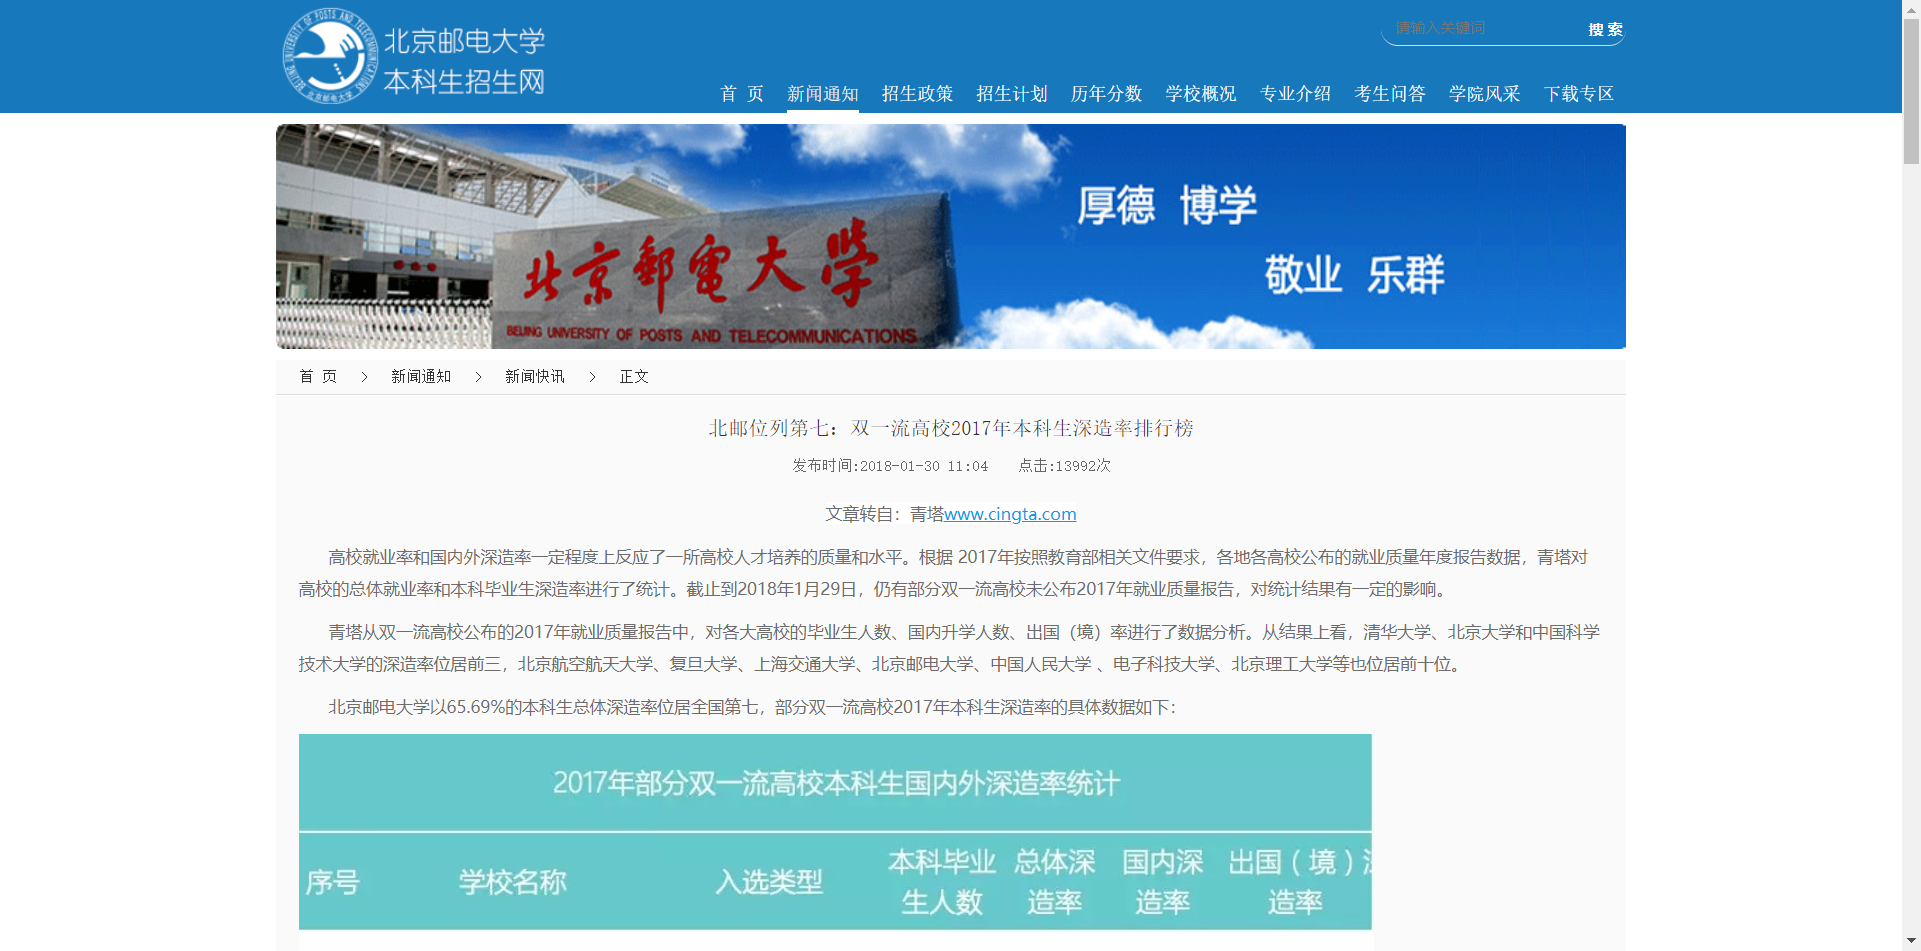 北京邮电大学
本科生招生网
请输入关键词
搜 索
首 页 新闻通知 招生政策 招生计划 历年分数 学校概况 专业介绍 考生问答 学院风采 下载专区
厚德 博学
敬业 乐群
北京郵電大學
BEIJING UNIVERSITY OF POSTS AND TELECOMMUNICATIONS
首 页 > 新闻通知 > 新闻快讯 > 正文
北邮位列第七：双一流高校2017年本科生深造率排行榜
发布时间:2018-01-30 11:04 点击:13992次
文章转自：青塔www.cingta.com
高校就业率和国内外深造率一定程度上反应了一所高校人才培养的质量和水平。根据 2017年按照教育部相关文件要求，各地各高校公布的就业质量年度报告数据，青塔对
高校的总体就业率和本科毕业生深造率进行了统计。截止到2018年1月29日，仍有部分双一流高校未公布2017年就业质量报告，对统计结果有一定的影响。
青塔从双一流高校公布的2017年就业质量报告中，对各大高校的毕业生人数、国内升学人数、出国（境）率进行了数据分析。从结果上看，清华大学、北京大学和中国科学
技术大学的深造率位居前三，北京航空航天大学、复旦大学、上海交通大学、北京邮电大学、中国人民大学 、电子科技大学、北京理工大学等也位居前十位。
北京邮电大学以65.69%的本科生总体深造率位居全国第七，部分双一流高校2017年本科生深造率的具体数据如下：
2017年部分双一流高校本科生国内外深造率统计
序号 学校名称 入选类型 本科毕业生人数 总体深造率 国内深造率 出国（境）深造率